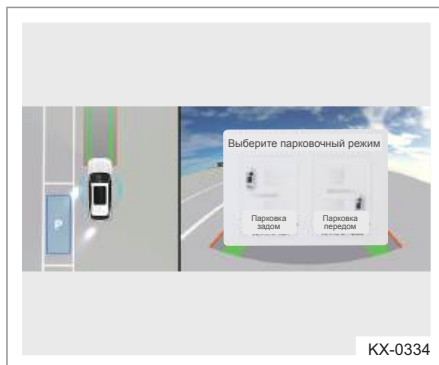 Выберите парковочный режим
P
Парковка
задом
Парковка
передом
KX-0334